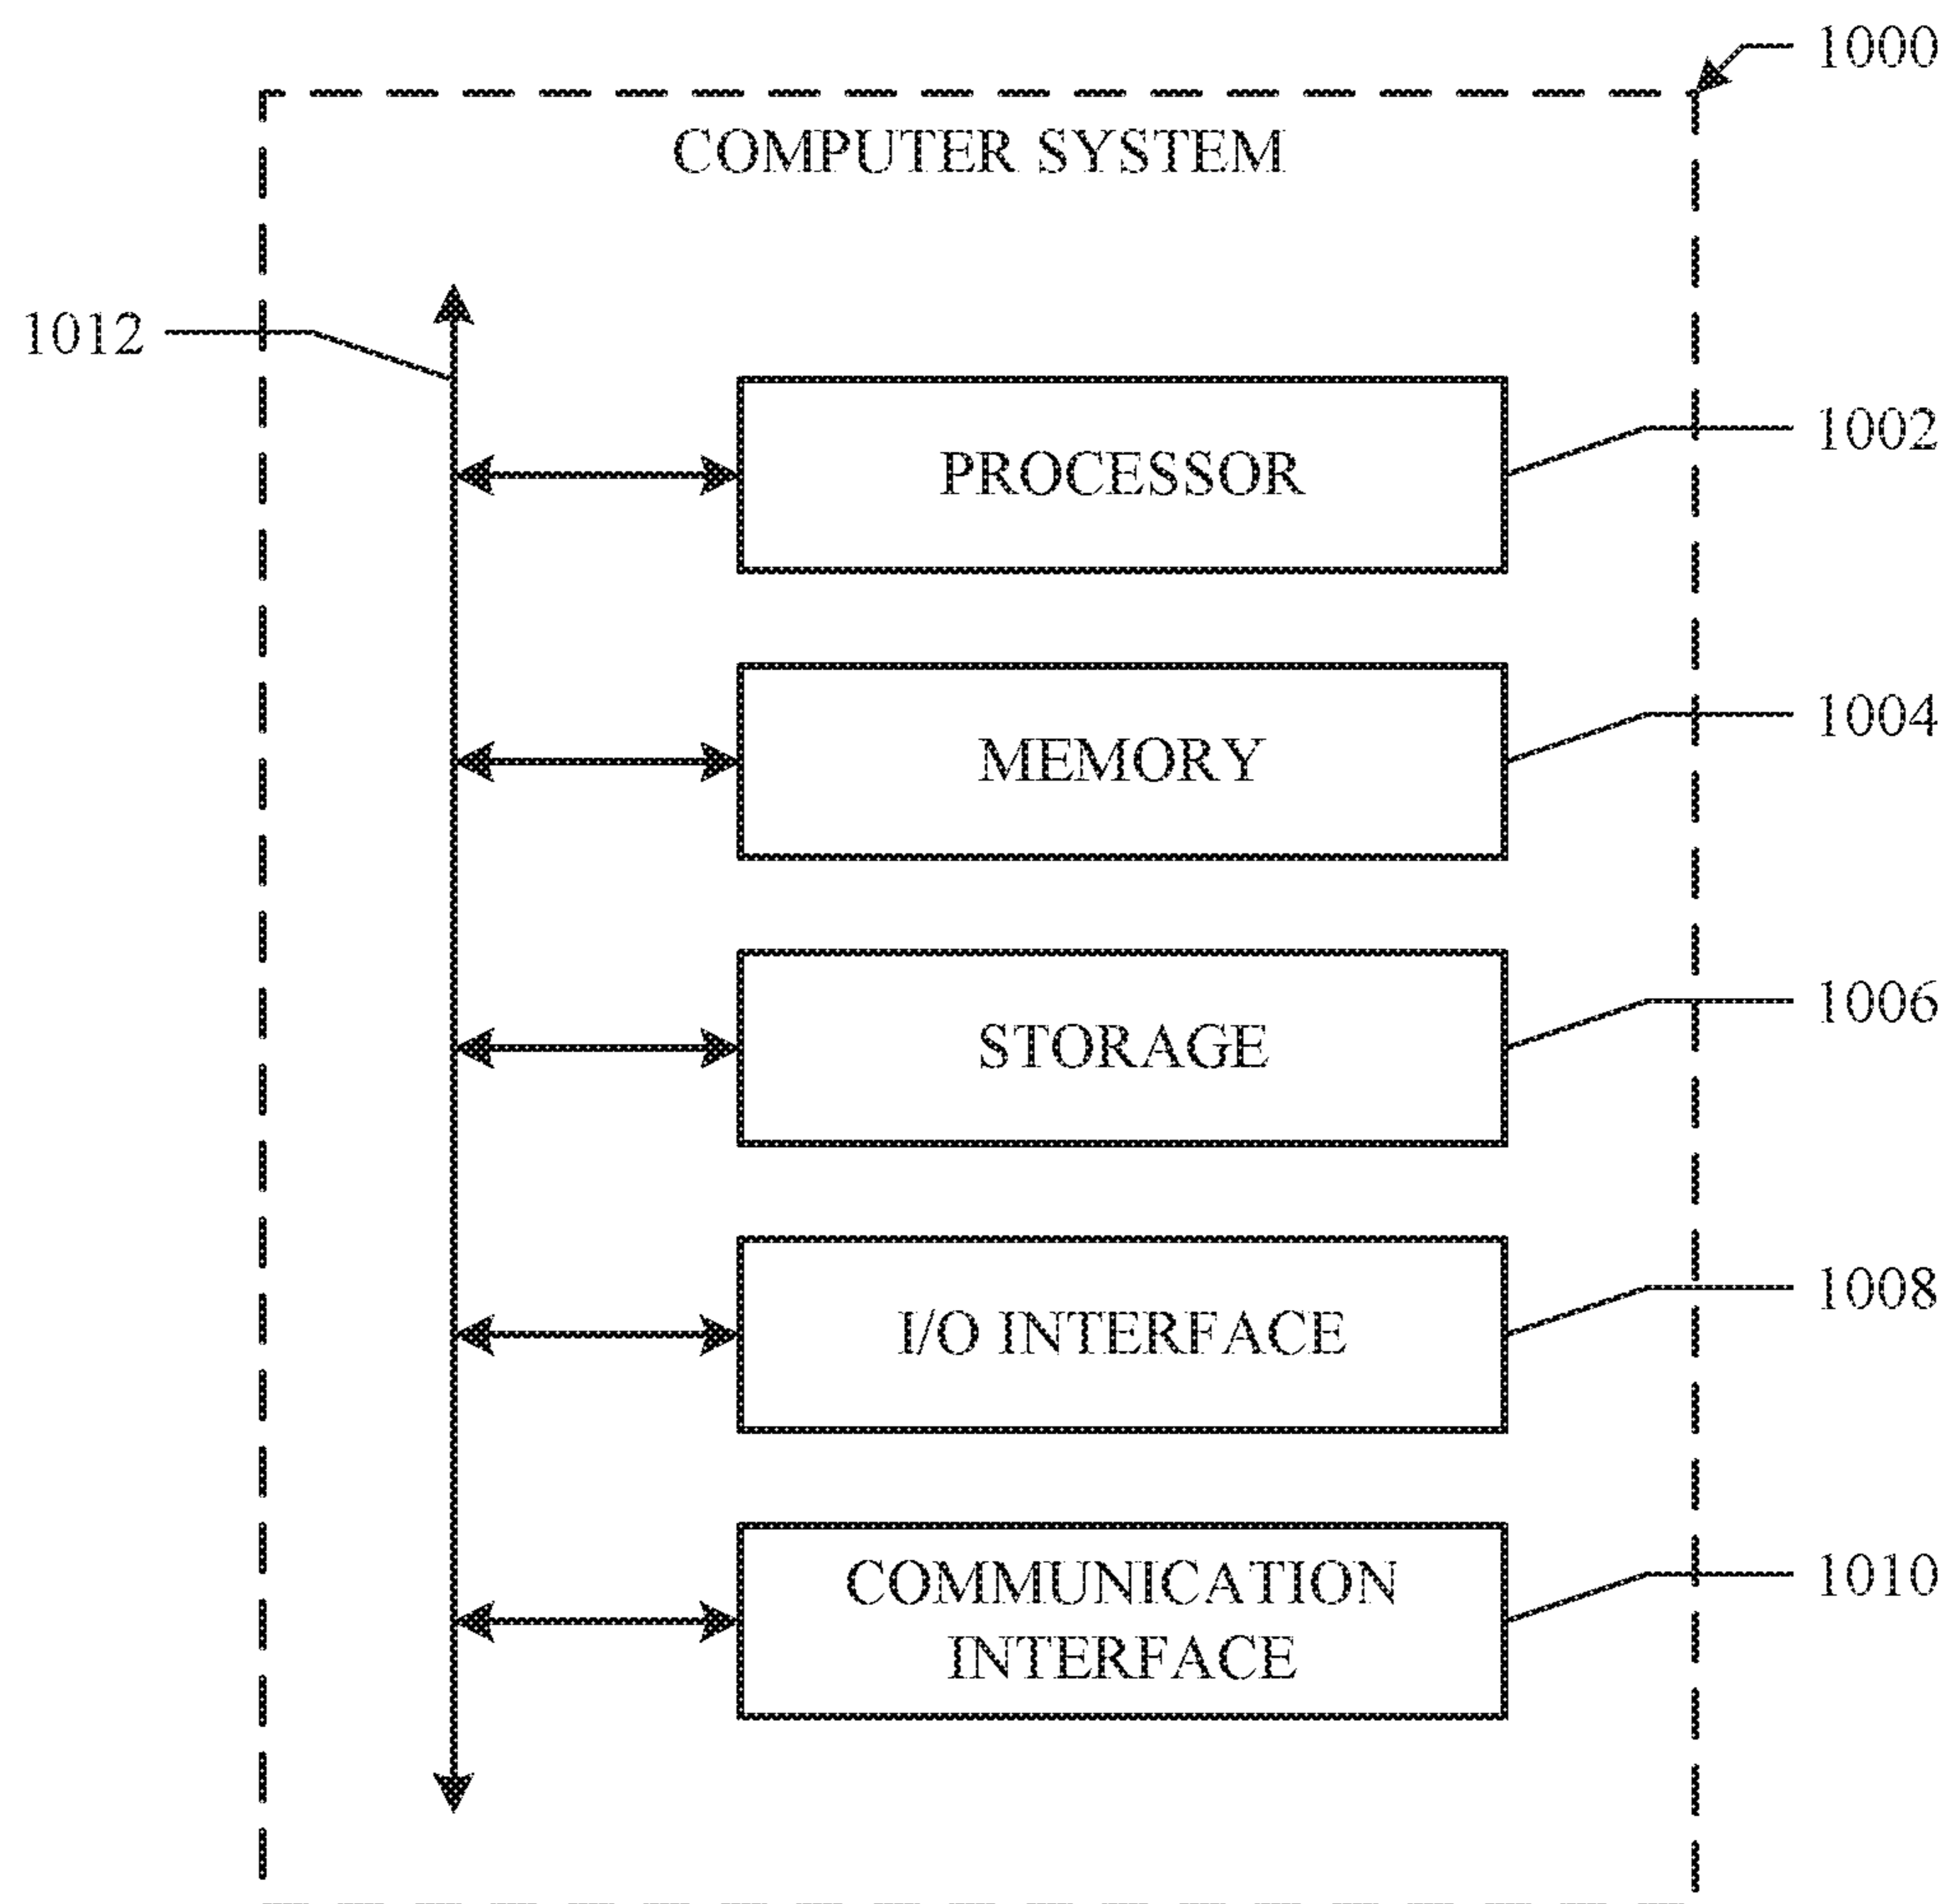 1000
COMPUTER SYSTEM
1012
PROCESSOR
1002
MEMORY
1004
STORAGE
1006
I/O INTERFACE
1008
COMMUNICATION
INTERFACE
1010